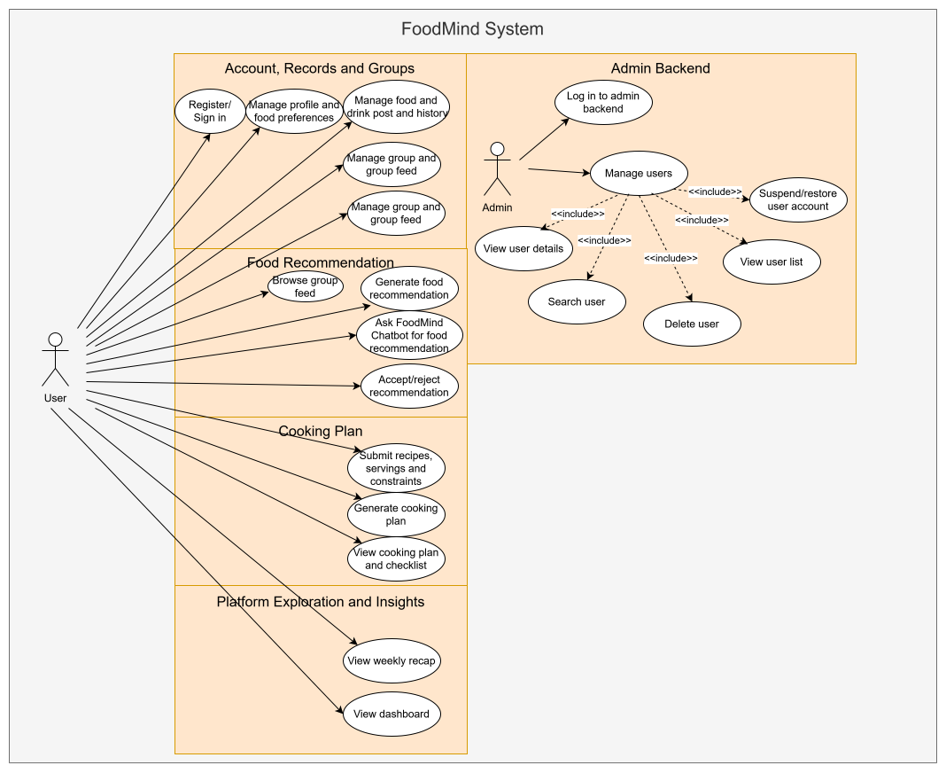 FoodMind System
Account, Records and Groups
Register/
Sign in
Manage profile and
food preferences
Manage food and
drink post and history
Manage group and
group feed
Manage group and
group feed
Food Recommendation
Browse group
feed
Generate food
recommendation
Ask FoodMind
Chatbot for food
recommendation
Accept/reject
recommendation
User
Cooking Plan
Submit recipes,
servings and
constraints
Generate cooking
plan
View cooking plan
and checklist
Platform Exploration and Insights
View weekly recap
View dashboard
Admin Backend
Log in to admin
backend
Admin
Manage users
<<include>>
<<include>>
<<include>>
<<include>>
<<include>>
Suspend/restore
user account
View user details
View user list
Search user
Delete user